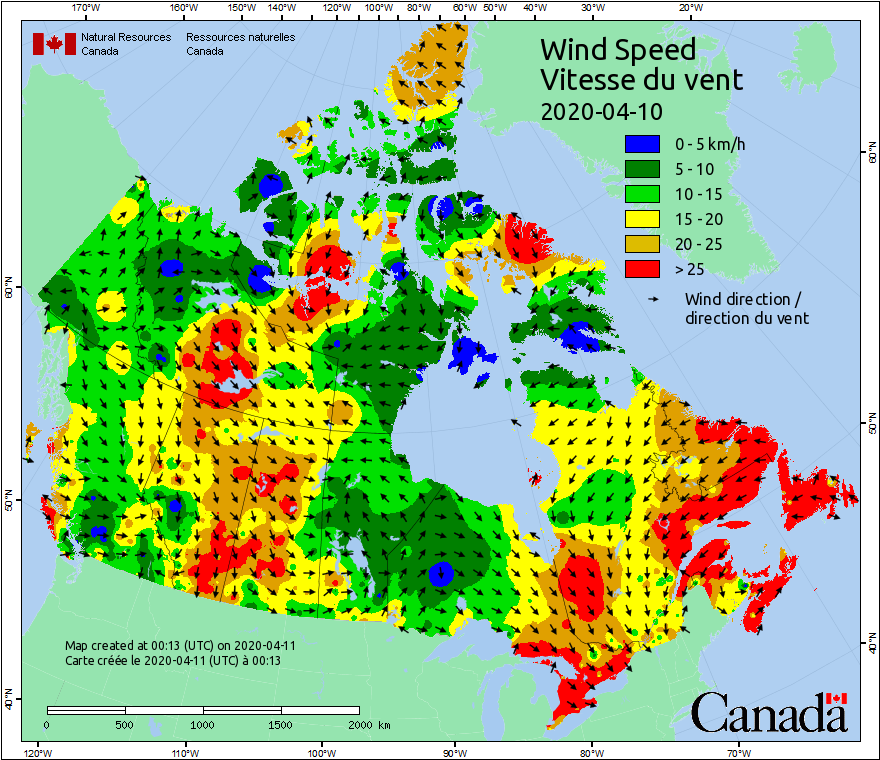 170°W 160°W 150°W 140°W 120°W 100°W 80°W 60°W 50°W 40°W 30°W 20°W
Natural Resources Ressources naturelles
Canada Canada
Wind Speed
Vitesse du vent
2020-04-10
0 - 5 km/h
5 - 10
10 - 15
15 - 20
20 - 25
> 25
Wind direction /
direction du vent
60°N
60°N
50°N
50°N
40°N
40°N
Map created at 00:13 (UTC) on 2020-04-11
Carte créée le 2020-04-11 (UTC) à 00:13
0 500 1000 1500 2000 km
Canada
120°W 110°W 100°W 90°W 80°W 70°W